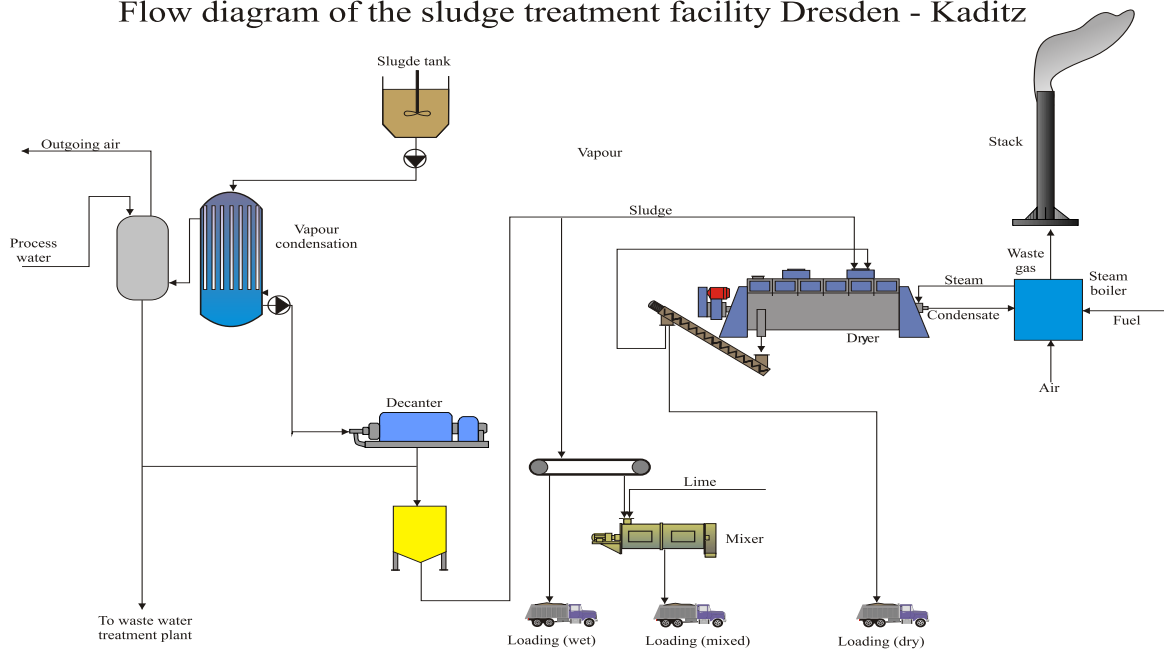 Flow diagram of the sludge treatment facility Dresden - Kaditz
Slugde tank
Outgoing air
Stack
Vapour
Sludge
Process
water
Vapour
condensation
Waste
gas
Steam
Steam
boiler
Condensate
Fuel
Dryer
Air
Decanter
Lime
Mixer
To waste water
treatment plant
Loading (wet)
Loading (mixed)
Loading (dry)